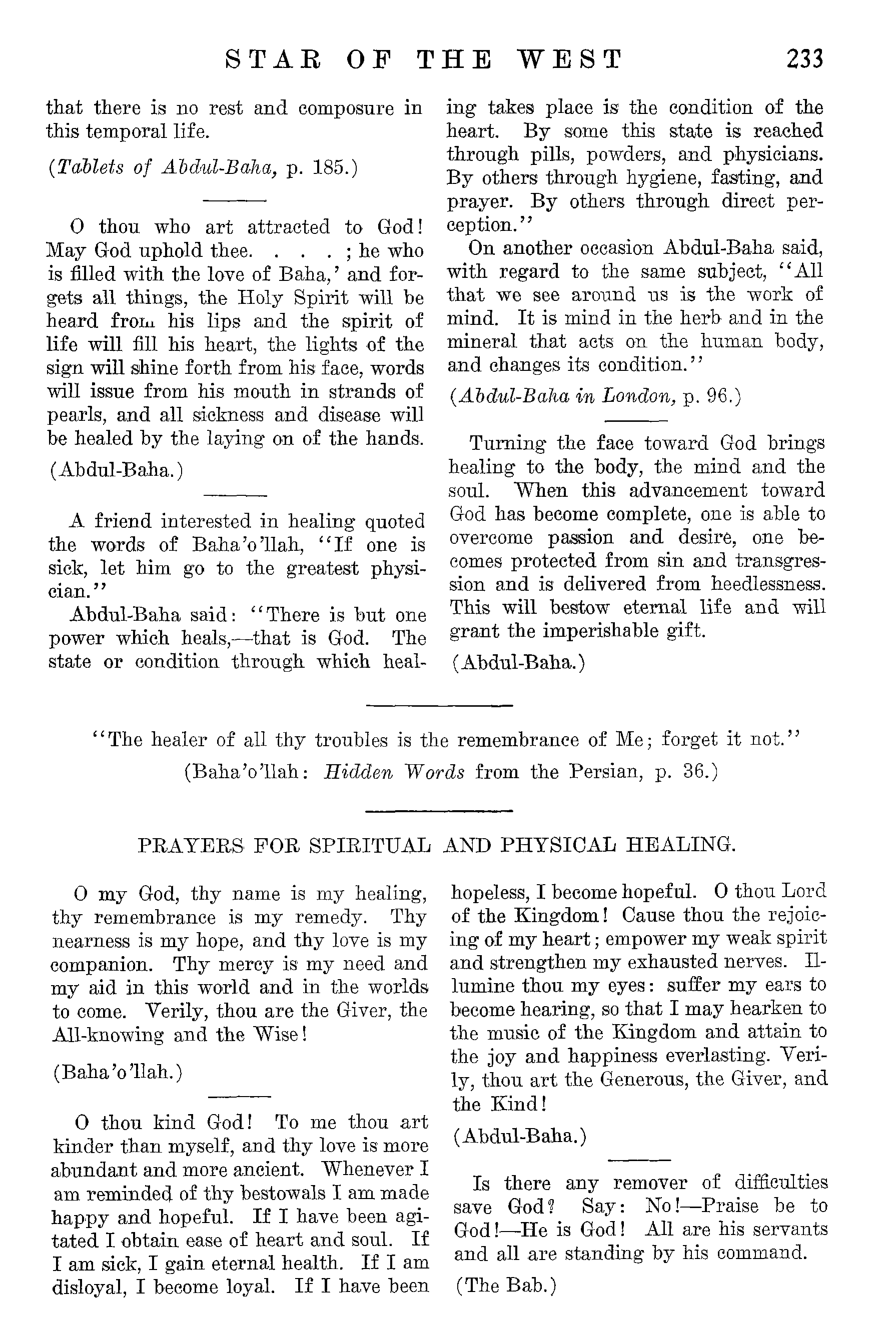 STAR OF THE WEST 233
that there is no rest and composure in
this temporal life.
(Tablets of Abdul-Baha, p. 185.)
O thou who art attracted to God!
May God uphold thee. . . . ; he who
is filled with the love of Baha,' and for-
gets all things, the Holy Spirit will be
heard from his lips and the spirit of
life will fill his heart, the lights of the
sign will shine forth from his face, words
will issue from his mouth in strands of
pearls, and all sickness and disease will
be healed by the laying on of the hands.
(Abdul-Baha.)
A friend interested in healing quoted
the words of Baha'o'llah, "If one is
sick, let him go to the greatest physi-
cian."
Abdul-Baha said: "There is but one
power which heals,—that is God. The
state or condition through which heal-
ing takes place is the condition of the
heart. By some this state is reached
through pills, powders, and physicians.
By others through hygiene, fasting, and
prayer. By others through direct per-
ception."
On another occasion Abdul-Baha said,
with regard to the same subject, "All
that we see around us is the work of
mind. It is mind in the herb and in the
mineral that acts on the human body,
and changes its condition."
(Abdul-Baha in London, p. 96.)
Turning the face toward God brings
healing to the body, the mind and the
soul. When this advancement toward
God has become complete, one is able to
overcome passion and desire, one be-
comes protected from sin and transgres-
sion and is delivered from heedlessness.
This will bestow eternal life and will
grant the imperishable gift.
(Abdul-Baha.)
"The healer of all thy troubles is the remembrance of Me; forget it not."
(Baha'o'llah: Hidden Words from the Persian, p. 36.)
PRAYERS FOR SPIRITUAL AND PHYSICAL HEALING.
O my God, thy name is my healing,
thy remembrance is my remedy. Thy
nearness is my hope, and thy love is my
companion. Thy mercy is my need and
my aid in this world and in the worlds
to come. Verily, thou are the Giver, the
All-knowing and the Wise!
(Baha'o'llah.)
O thou kind God! To me thou art
kinder than myself, and thy love is more
abundant and more ancient. Whenever I
am reminded of thy bestowals I am made
happy and hopeful. If I have been agi-
tated I obtain ease of heart and soul. If
I am sick, I gain eternal health. If I am
disloyal, I become loyal. If I have been
hopeless, I become hopeful. O thou Lord
of the Kingdom! Cause thou the rejoic-
ing of my heart; empower my weak spirit
and strengthen my exhausted nerves. Il-
lumine thou my eyes: suffer my ears to
become hearing, so that I may hearken to
the music of the Kingdom and attain to
the joy and happiness everlasting. Veri-
ly, thou art the Generous, the Giver, and
the Kind!
(Abdul-Baha.)
Is there any remover of difficulties
save God? Say: No!—Praise be to
God!—He is God! All are his servants
and all are standing by his command.
(The Bab.)